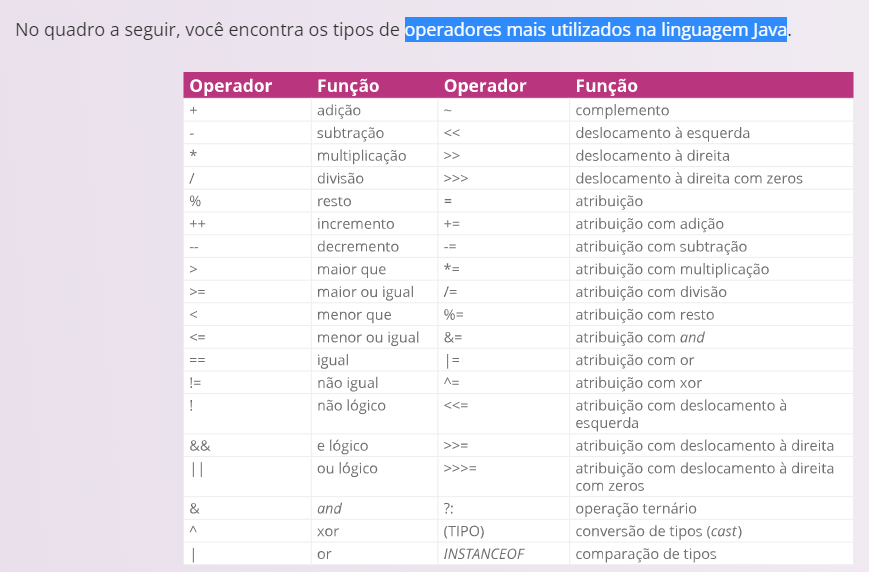 No quadro a seguir, você encontra os tipos de operadores mais utilizados na linguagem Java.
Operador Função Operador Função
+ adição ~ complemento
- subtração << deslocamento à esquerda
* multiplicação >> deslocamento à direita
/ divisão >>> deslocamento à direita com zeros
% resto = atribuição
++ incremento += atribuição com adição
-- decremento -= atribuição com subtração
> maior que *= atribuição com multiplicação
>= maior ou igual /= atribuição com divisão
< menor que %= atribuição com resto
<= menor ou igual &= atribuição com and
== igual |= atribuição com or
!= não igual ^= atribuição com xor
! não lógico <<= atribuição com deslocamento à
esquerda
&& e lógico >>= atribuição com deslocamento à direita
|| ou lógico >>>= atribuição com deslocamento à direita
com zeros
& and ?: operação ternário
^ xor (TIPO) conversão de tipos (cast)
| or INSTANCEOF comparação de tipos